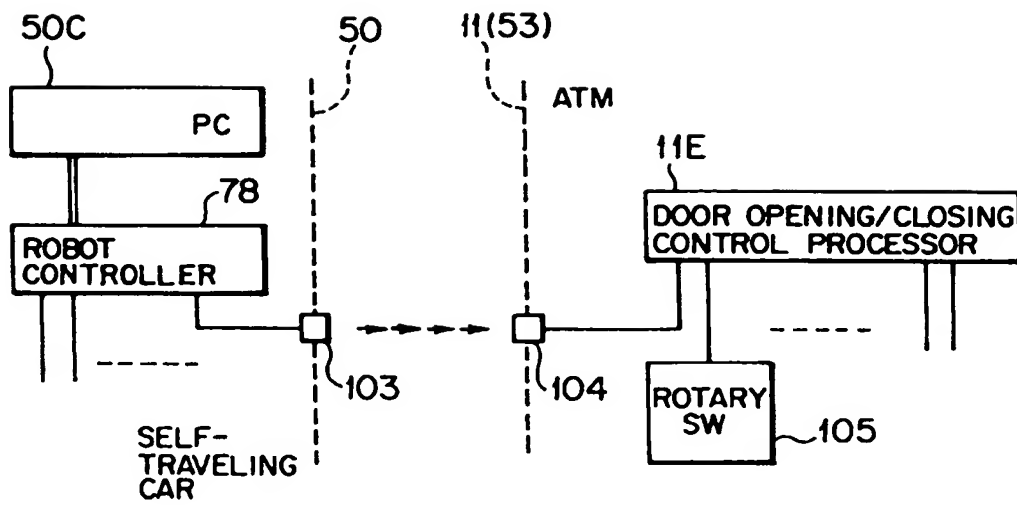 50C
50
11(53)
ATM
PC
11E
78
DOOR OPENING/CLOSING
CONTROL PROCESSOR
ROBOT
CONTROLLER
103
104
ROTARY
SW
105
SELF-
TRAVELING
CAR